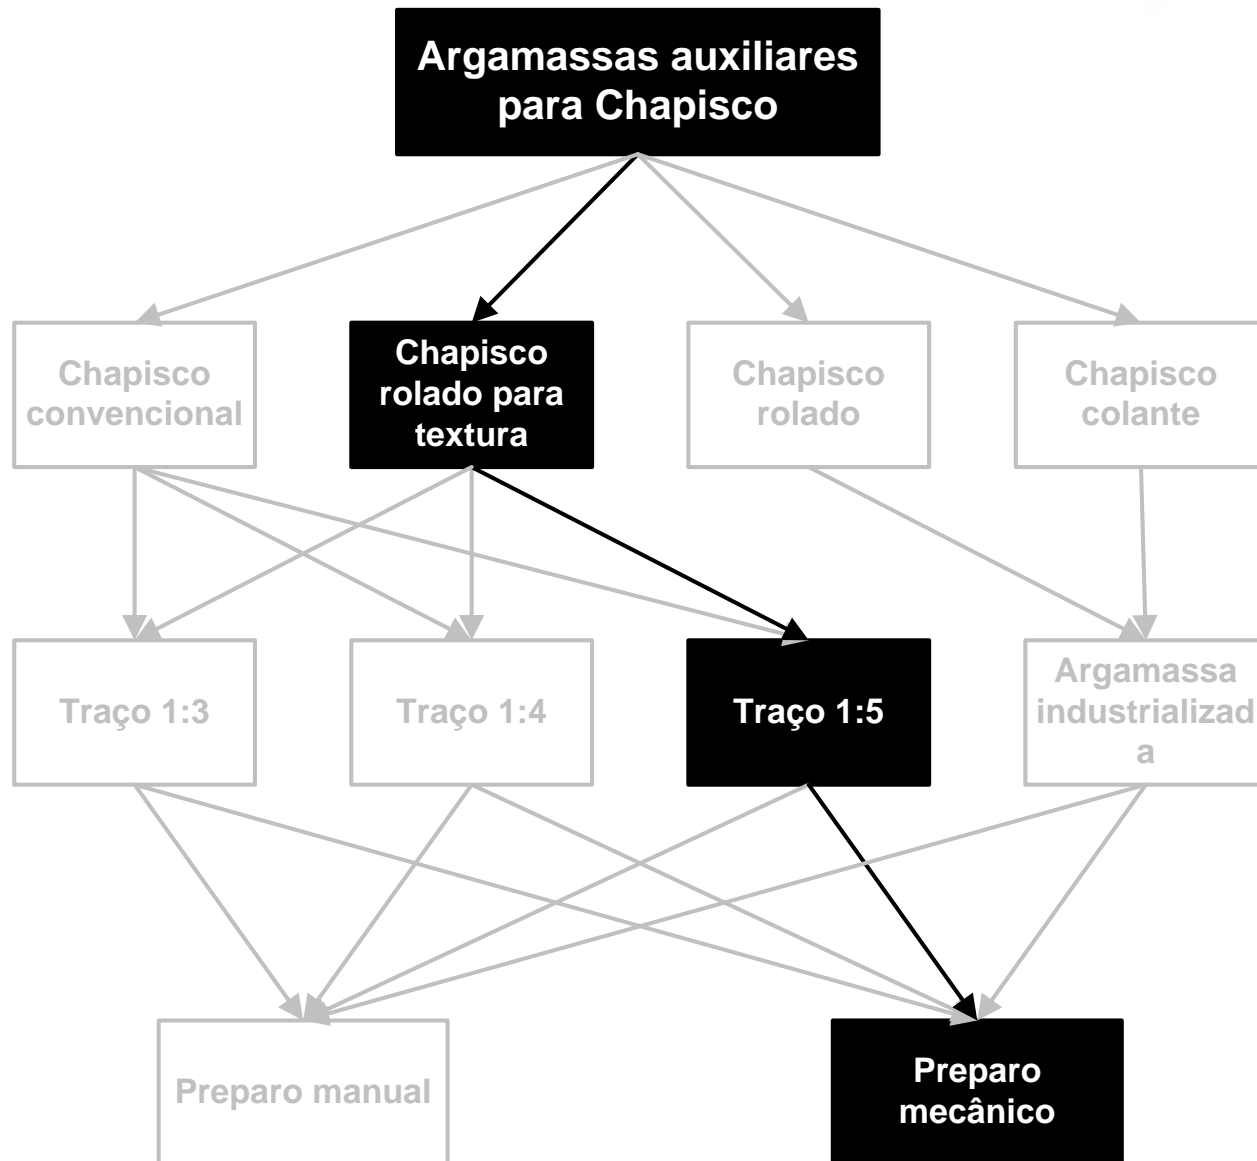 Argamassas auxiliares
para Chapisco
Chapisco
convencional
Chapisco
rolado para
textura
Chapisco
rolado
Chapisco
colante
Traço 1:3
Traço 1:4
Traço 1:5
Argamassa
industrializad
a
Preparo manual
Preparo
mecânico